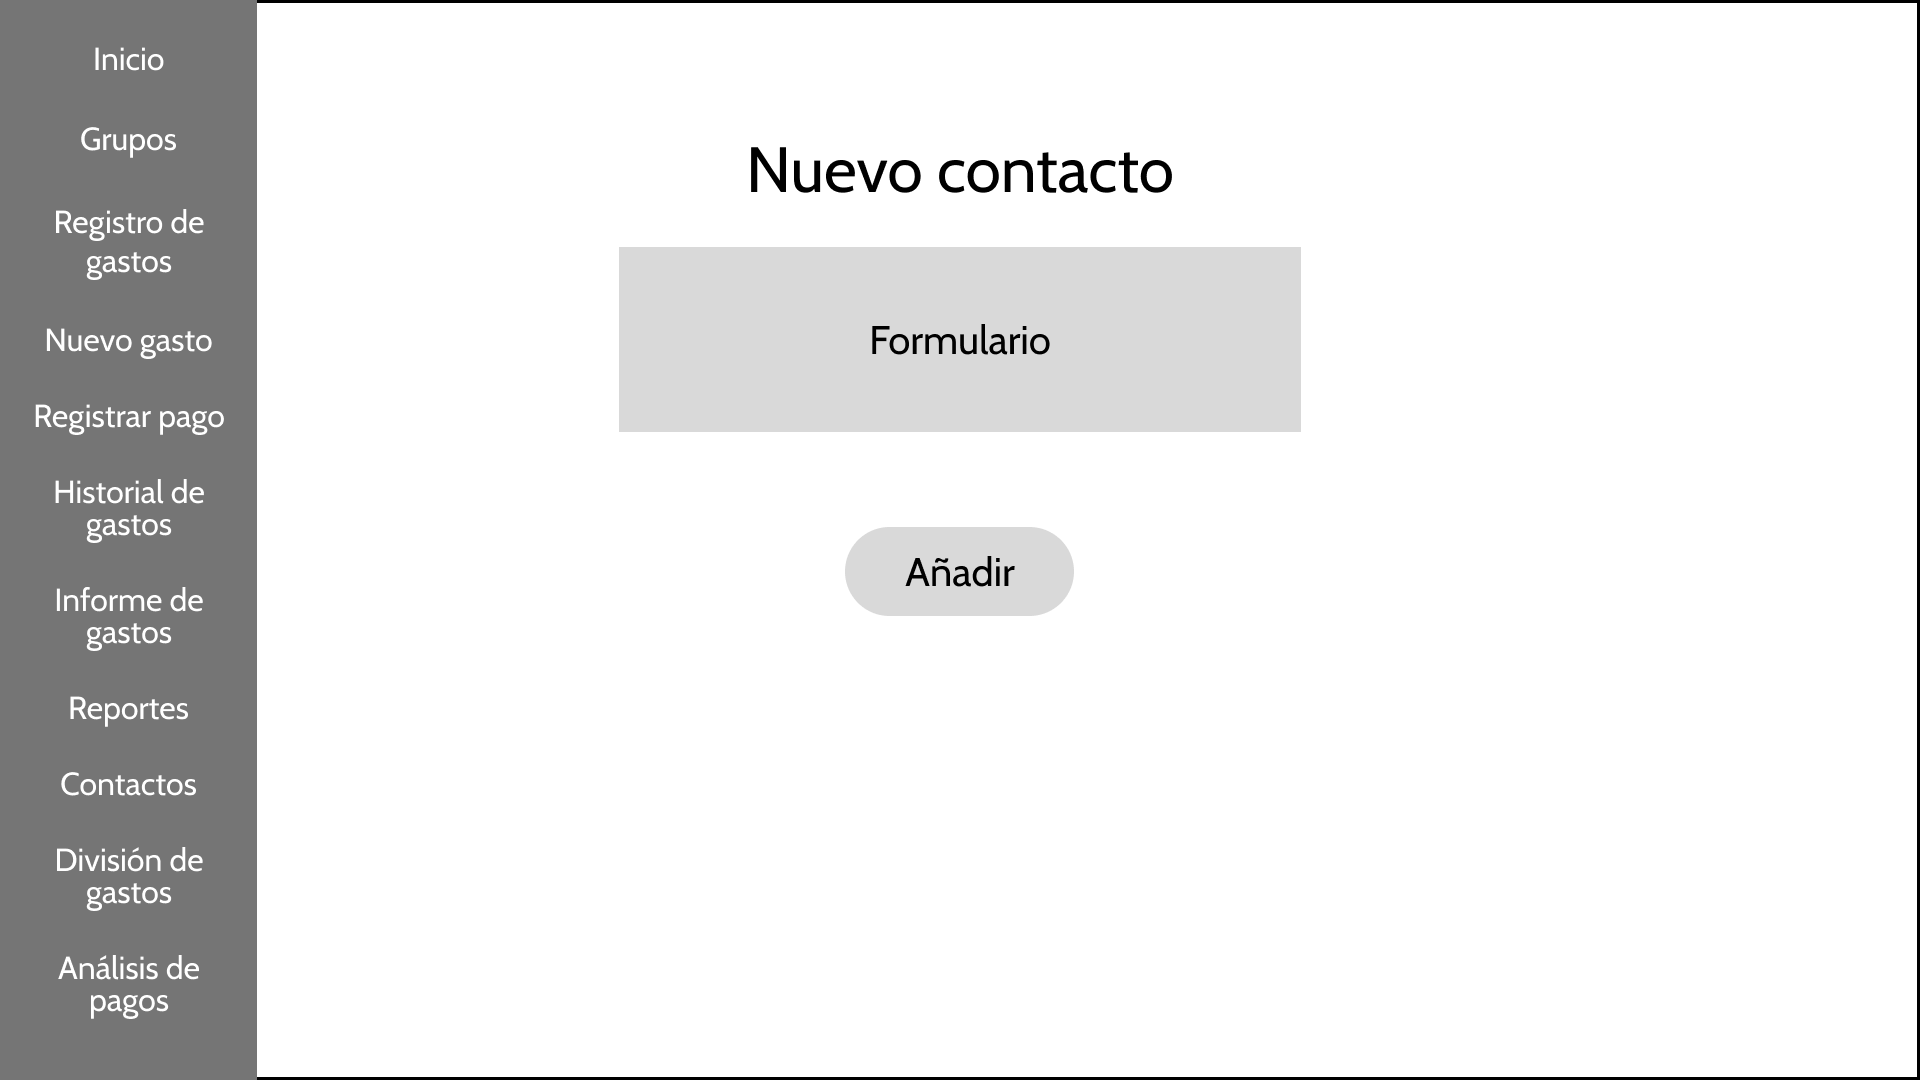 Inicio
Grupos
Registro de
gastos
Nuevo gasto
Registrar pago
Historial de
gastos
Informe de
gastos
Reportes
Contactos
División de
gastos
Análisis de
pagos
Nuevo contacto
Formulario
Añadir